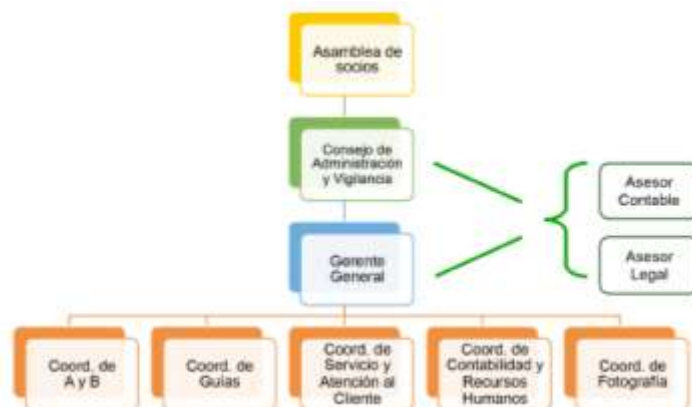 Asamblea de
socios
Consejo de
Administración
y Vigilancia
Asesor
Contable
Gerente
General
Asesor
Legal
Coord. de
A y B
Coord. de
Guías
Coord. de
Servicio y
Atención al
Cliente
Coord. de
Contabilidad y
Recursos
Humanos
Coord. de
Fotografía